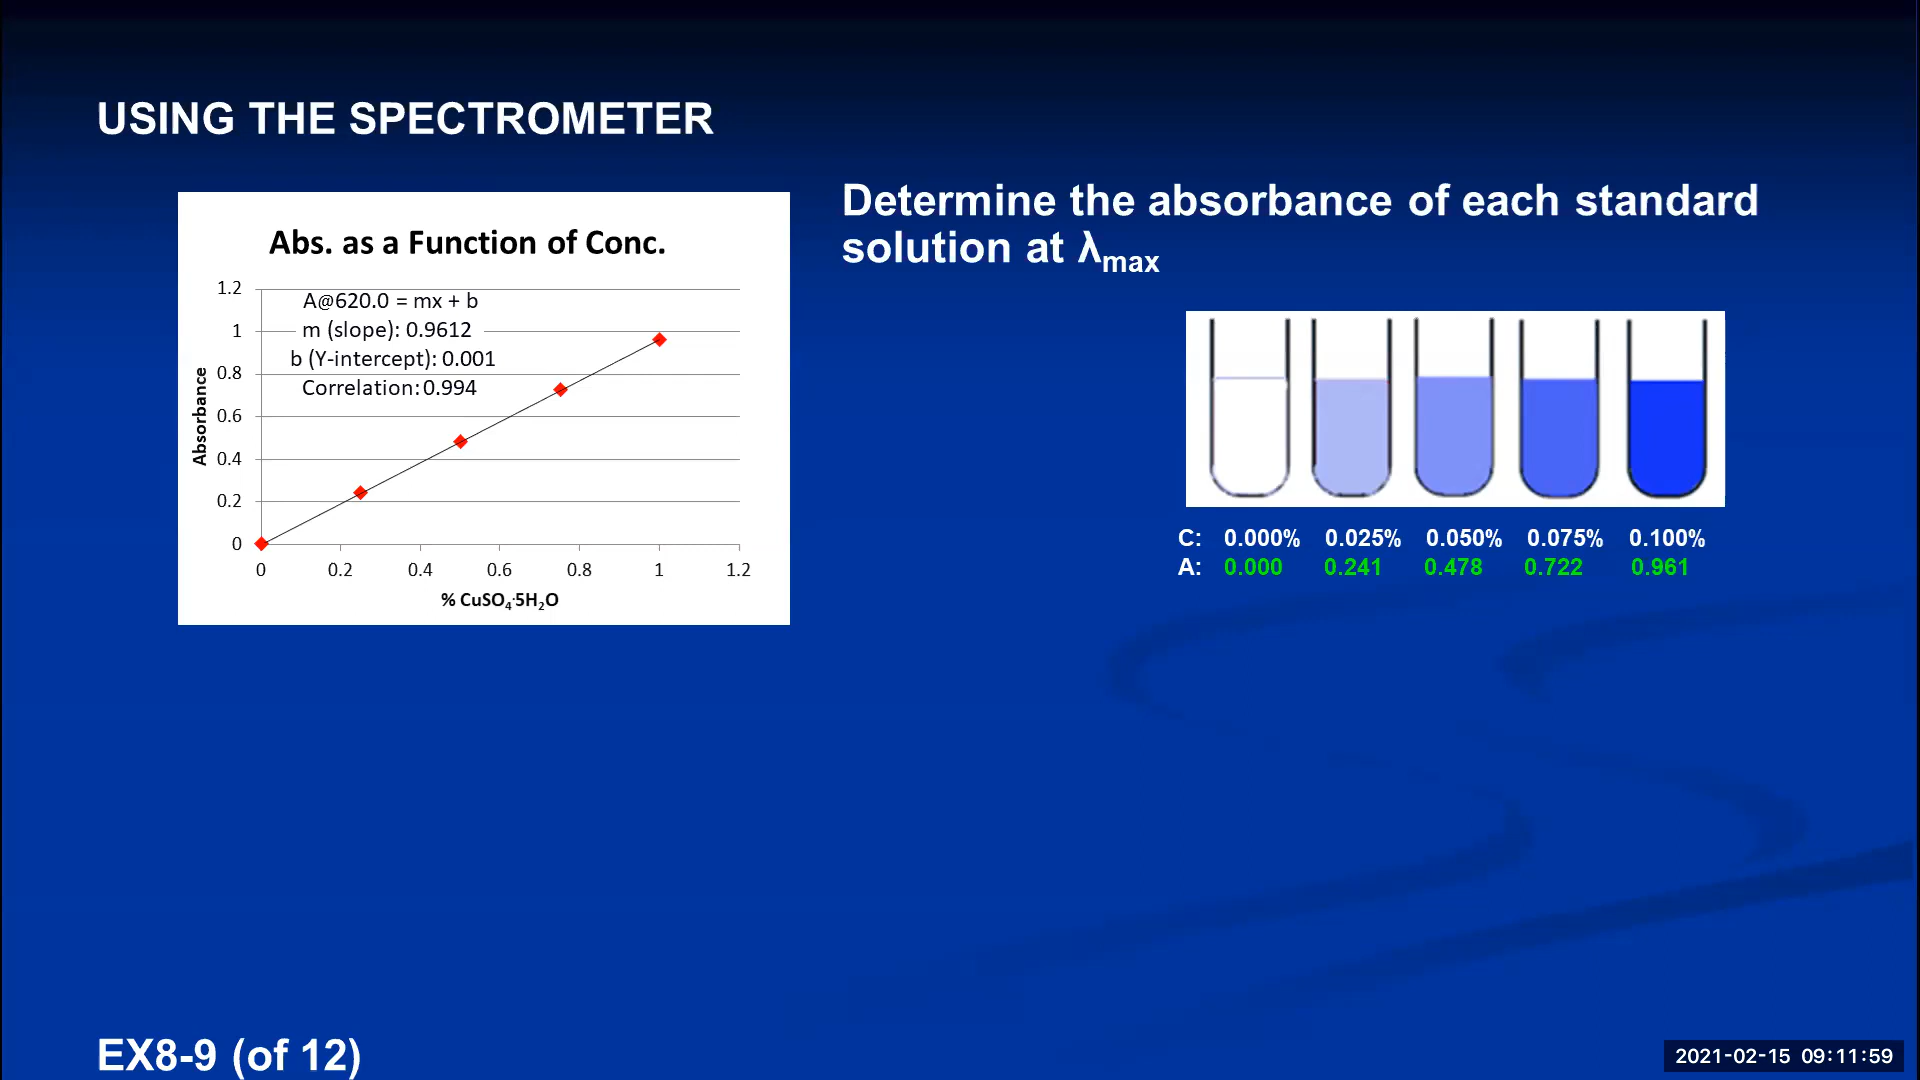 USING THE SPECTROMETER
Abs. as a Function of Conc.
A@620.0 = mx + b
m (slope): 0.9612
b (Y-intercept): 0.001
Correlation: 0.994
1.2
1
0.8
0.6
0.4
0.2
0
Absorbance
0 0.2 0.4 0.6 0.8 1 1.2
% CuSO₄·5H₂O
Determine the absorbance of each standard
solution at λmax
C: 0.000% 0.025% 0.050% 0.075% 0.100%
A: 0.000 0.241 0.478 0.722 0.961
EX8-9 (of 12)
2021-02-15 09:11:59